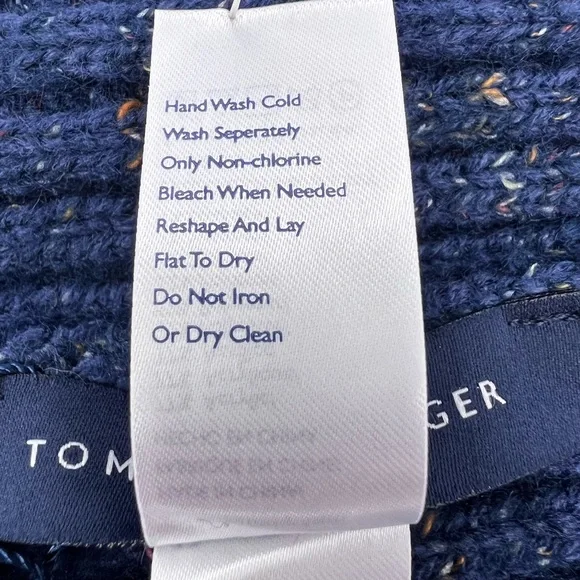 Hand Wash Cold
Wash Seperately
Only Non-chlorine
Bleach When Needed
Reshape And Lay
Flat To Dry
Do Not Iron
Or Dry Clean
TOM GER